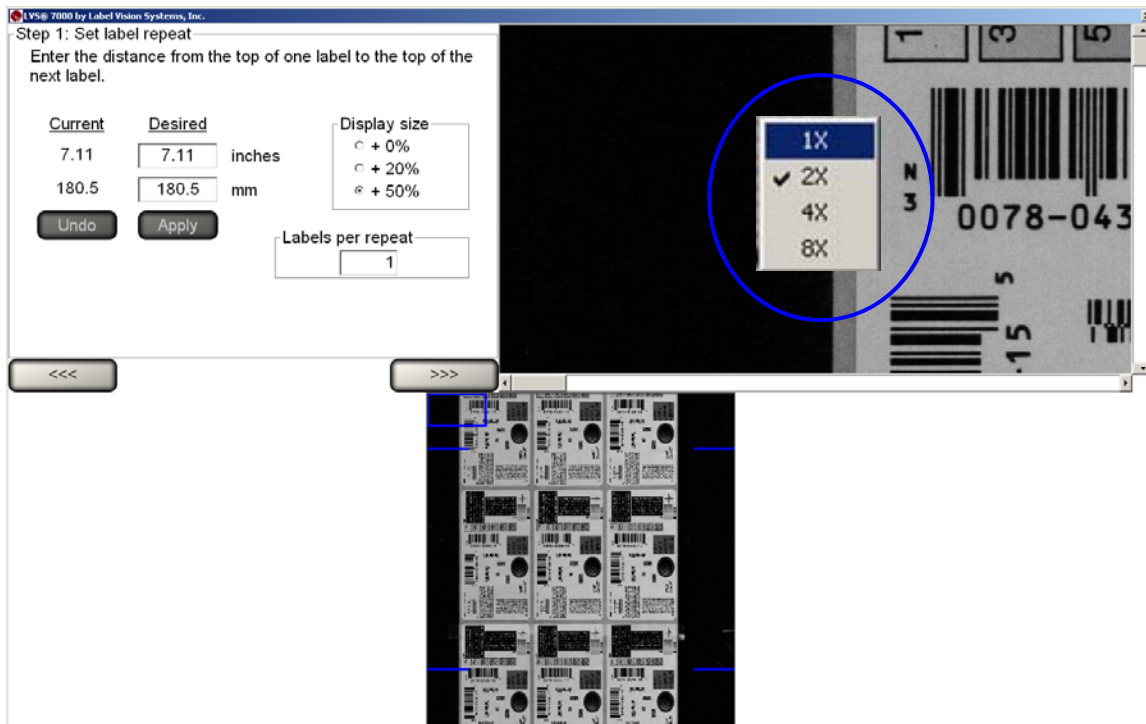 LVS® 7000 by Label Vision Systems, Inc.
Step 1: Set label repeat
Enter the distance from the top of one label to the top of the
next label.
Current Desired
7.11 7.11 inches
180.5 180.5 mm
Undo Apply
Display size
+ 0%
+ 20%
+ 50%
Labels per repeat
1
<<< >>>
1 3 5
1X
2X
4X
8X
N
3
0078-043
5
.15